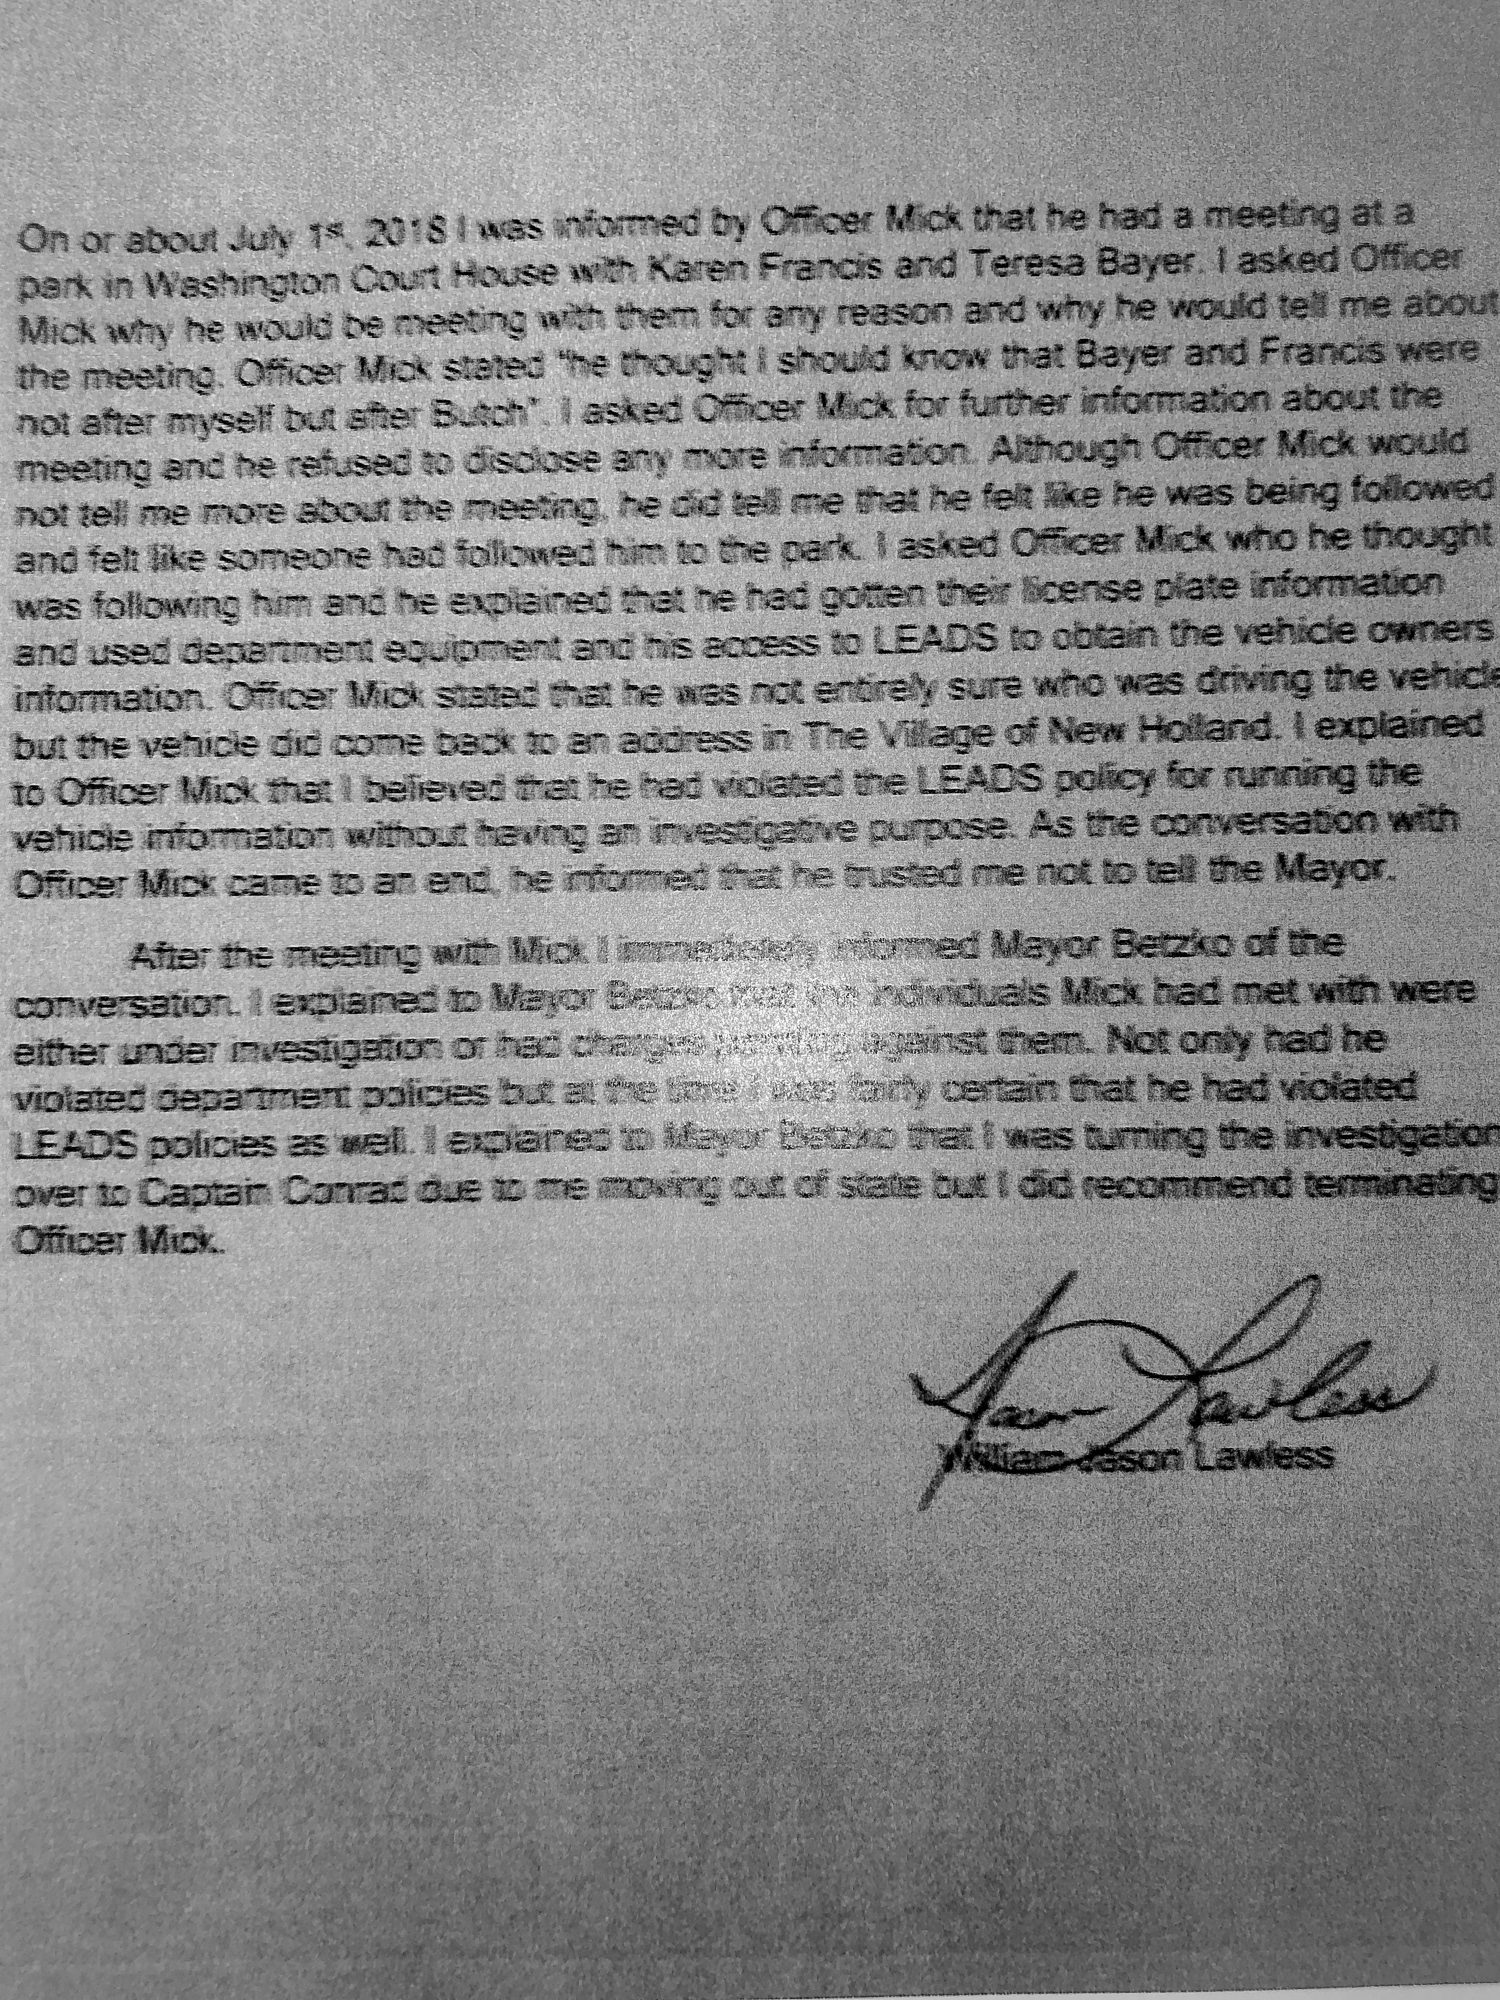 On or about July 1st, 2018 I was informed by Officer Mick that he had a meeting at a
park in Washington Court House with Karen Francis and Teresa Bayer. I asked Officer
Mick why he would be meeting with them for any reason and why he would tell me about
the meeting. Officer Mick stated "he thought I should know that Bayer and Francis were
not after myself but after Butch". I asked Officer Mick for further information about the
meeting and he refused to disclose any more information. Although Officer Mick would
not tell me more about the meeting, he did tell me that he felt like he was being followed
and felt like someone had followed him to the park. I asked Officer Mick who he thought
was following him and he explained that he had gotten their license plate information
and used department equipment and his access to LEADS to obtain the vehicle owners
information. Officer Mick stated that he was not entirely sure who was driving the vehicle
but the vehicle did come back to an address in The Village of New Holland. I explained
to Officer Mick that I believed that he had violated the LEADS policy for running the
vehicle information without having an investigative purpose. As the conversation with
Officer Mick came to an end, he informed that he trusted me not to tell the Mayor.
After the meeting with Mick I immediately informed Mayor Betzko of the
conversation. I explained to Mayor Betzko that the individuals Mick had met with were
either under investigation or had charges pending against them. Not only had he
violated department policies but at the time I was fairly certain that he had violated
LEADS policies as well. I explained to Mayor Betzko that I was turning the investigation
over to Captain Conrad due to me moving out of state but I did recommend terminating
Officer Mick.
Jason Lawless
William Jason Lawless